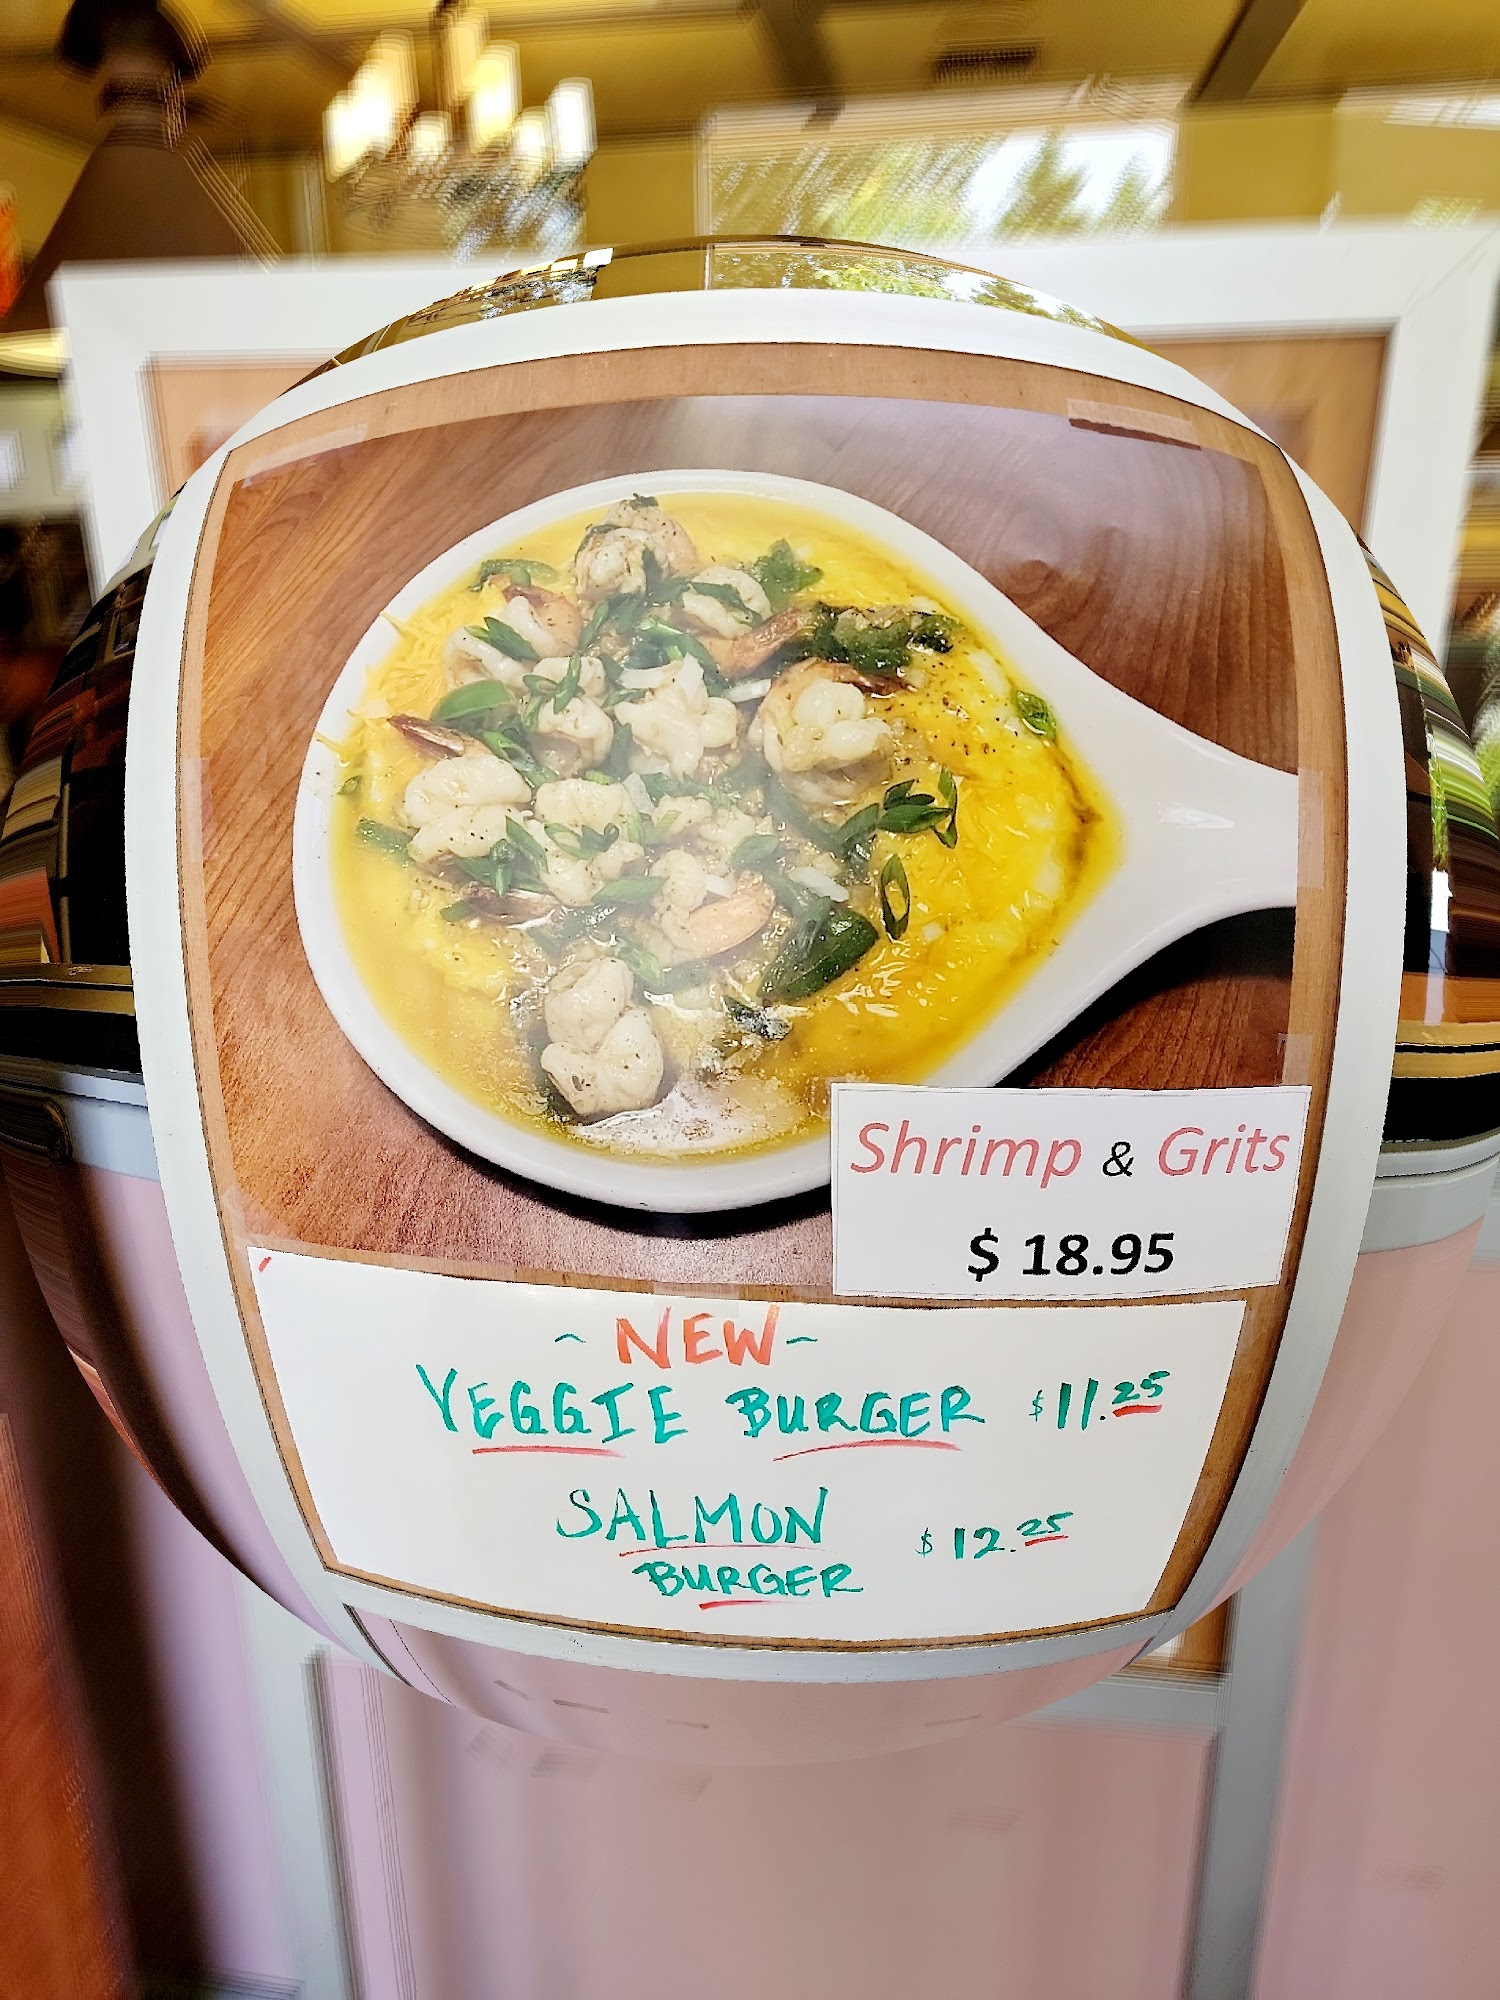 Shrimp & Grits
$ 18.95
~ NEW ~
VEGGIE BURGER $11.25
SALMON $12.25
BURGER